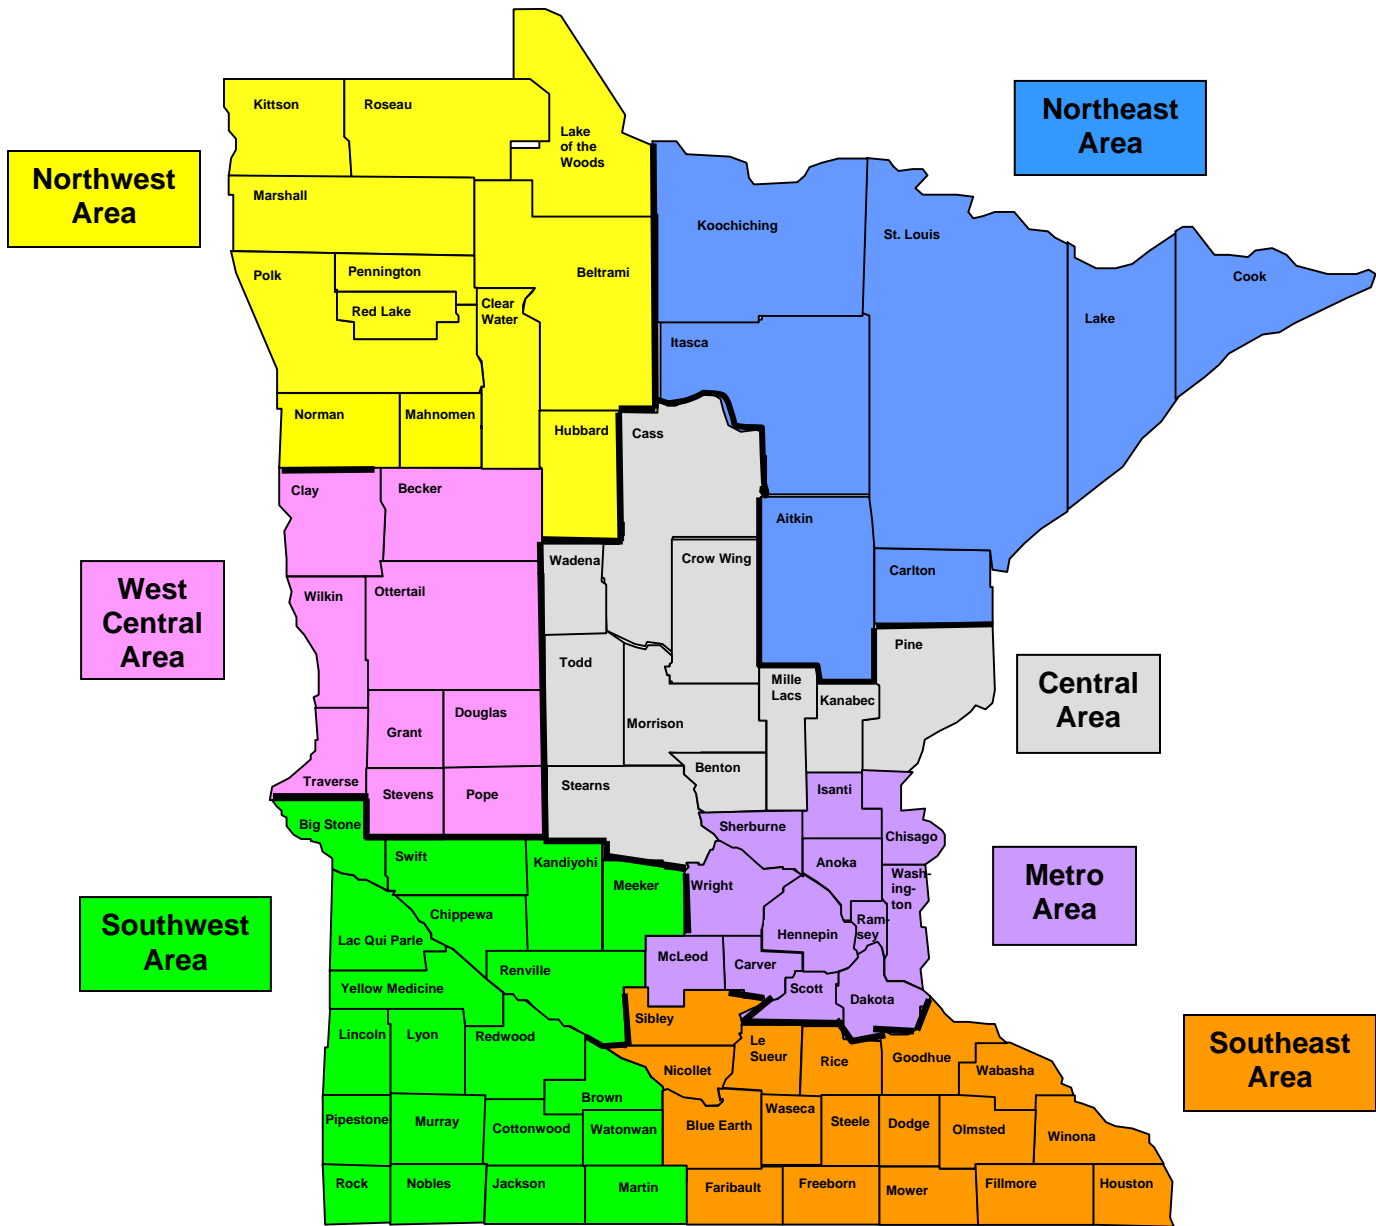 Kittson
Roseau
Lake
of the
Woods
Northeast
Area
Northwest
Area
Marshall
Koochiching
St. Louis
Polk
Pennington
Beltrami
Cook
Red Lake
Clear
Water
Itasca
Lake
Norman
Mahnomen
Hubbard
Cass
Clay
Becker
Aitkin
Wadena
Crow Wing
Carlton
West
Central
Area
Wilkin
Ottertail
Pine
Todd
Mille
Lacs
Kanabec
Central
Area
Grant
Douglas
Morrison
Traverse
Stevens
Pope
Stearns
Benton
Isanti
Big Stone
Sherburne
Chisago
Swift
Kandiyohi
Anoka
Meeker
Wright
Wash-
ing-
ton
Metro
Area
Southwest
Area
Chippewa
Lac Qui Parle
Hennepin
Ram-
sey
McLeod
Carver
Renville
Yellow Medicine
Scott
Dakota
Sibley
Lincoln
Lyon
Redwood
Le
Sueur
Rice
Goodhue
Southeast
Area
Nicollet
Wabasha
Brown
Pipestone
Murray
Cottonwood
Watonwan
Blue Earth
Waseca
Steele
Dodge
Olmsted
Winona
Rock
Nobles
Jackson
Martin
Faribault
Freeborn
Mower
Fillmore
Houston